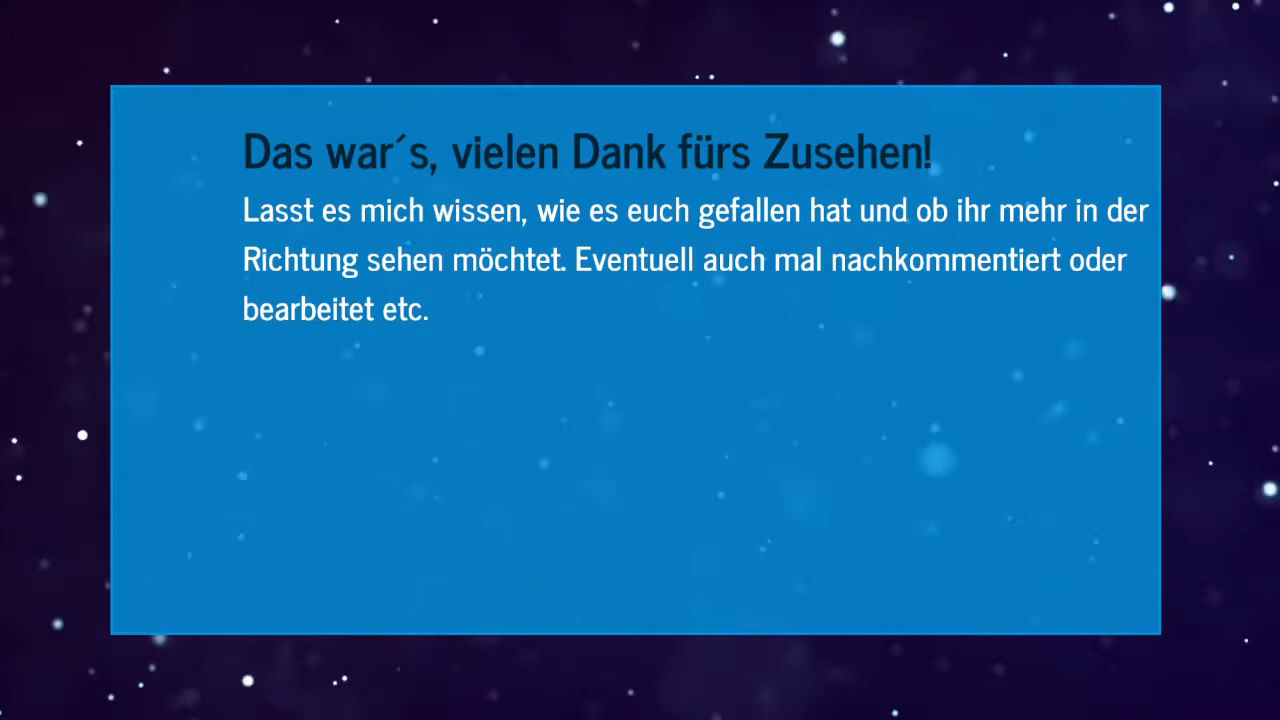 Das war´s, vielen Dank fürs Zusehen!
Lasst es mich wissen, wie es euch gefallen hat und ob ihr mehr in der
Richtung sehen möchtet. Eventuell auch mal nachkommentiert oder
bearbeitet etc.